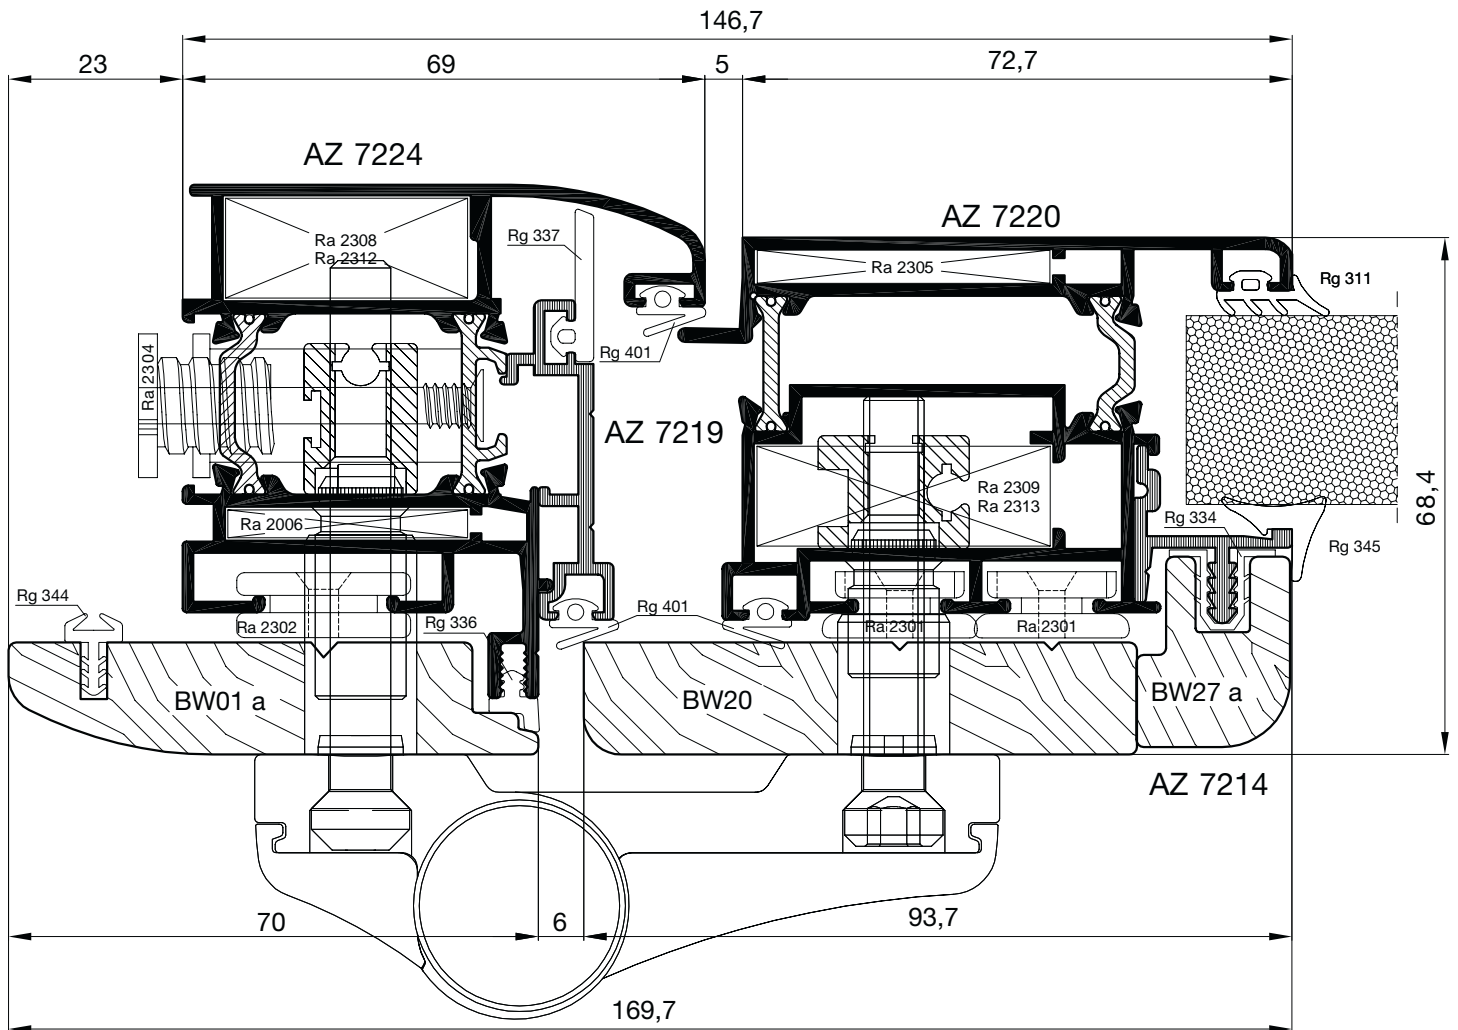 146,7
23
69
5
72,7
AZ 7224
AZ 7220
Ra 2308
Ra 2312
Rg 337
Ra 2305
Rg 311
Rg 401
Ra 2304
AZ 7219
Ra 2309
Ra 2313
68,4
Ra 2006
Rg 334
Rg 345
Rg 344
Ra 2302
Rg 336
Rg 401
Ra 2301
Ra 2301
BW01 a
BW20
BW27 a
AZ 7214
70
6
93,7
169,7